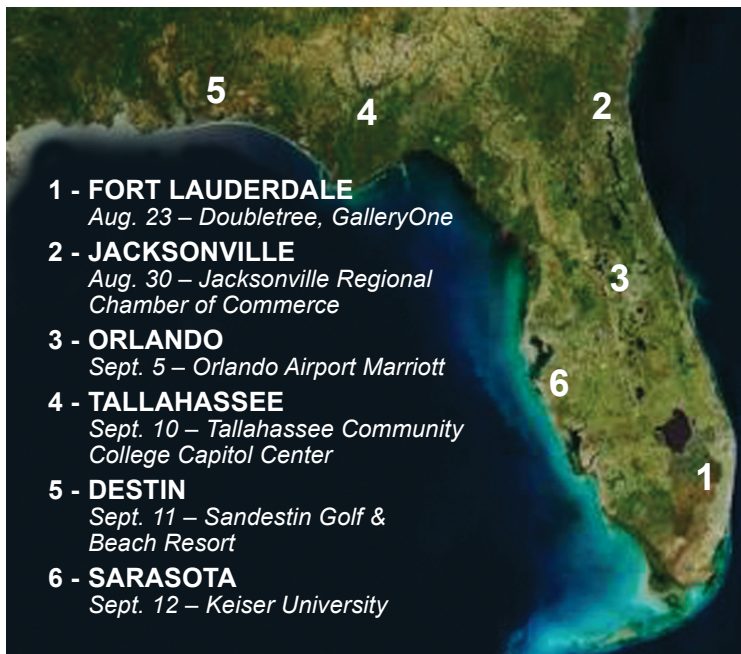 5
4
2
1 - FORT LAUDERDALE
Aug. 23 – Doubletree, GalleryOne
2 - JACKSONVILLE
Aug. 30 – Jacksonville Regional
Chamber of Commerce
3
3 - ORLANDO
Sept. 5 – Orlando Airport Marriott
6
4 - TALLAHASSEE
Sept. 10 – Tallahassee Community
College Capitol Center
1
5 - DESTIN
Sept. 11 – Sandestin Golf &
Beach Resort
6 - SARASOTA
Sept. 12 – Keiser University